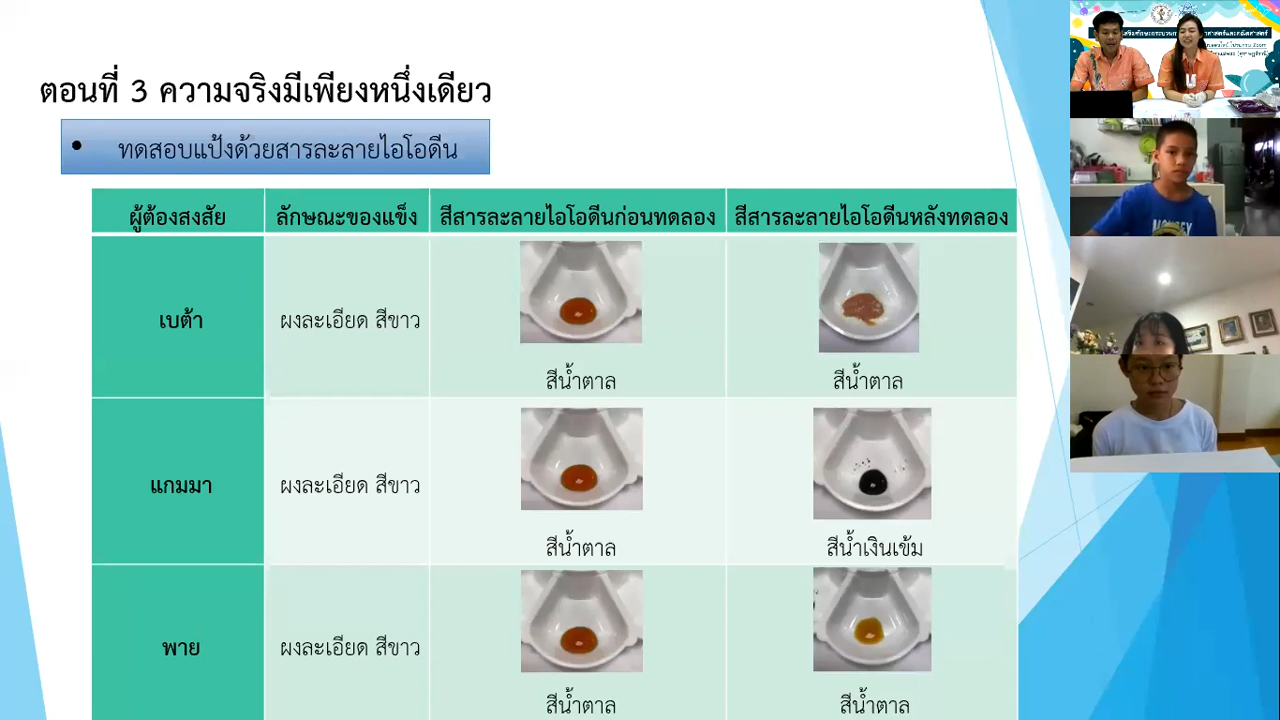 ตอนที่ 3 ความจริงมีเพียงหนึ่งเดียว
• ทดสอบแป้งด้วยสารละลายไอโอดีน
ผู้ต้องสงสัย ลักษณะของแข็ง สีสารละลายไอโอดีนก่อนทดลอง สีสารละลายไอโอดีนหลังทดลอง
เบต้า ผงละเอียด สีขาว สีน้ำตาล สีน้ำตาล
แกมมา ผงละเอียด สีขาว สีน้ำตาล สีน้ำเงินเข้ม
พาย ผงละเอียด สีขาว สีน้ำตาล สีน้ำตาล